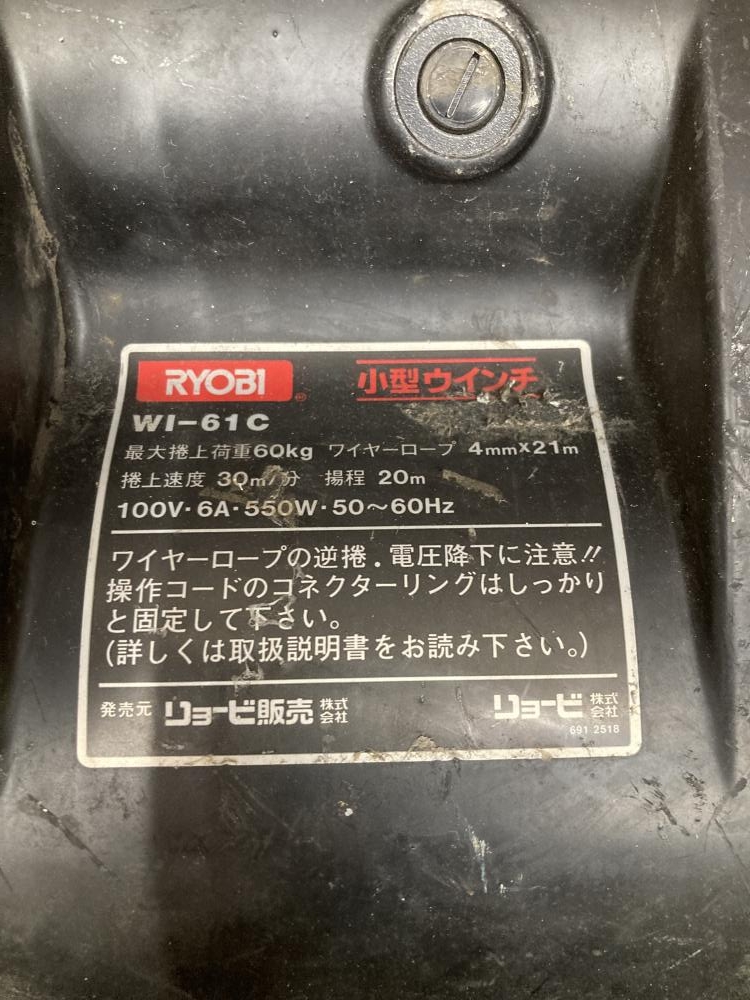 RYOBI ® 小型ウインチ
WI-61C
最大捲上荷重60kg ワイヤーロープ 4mm×21m
捲上速度 30m/分 揚程 20m
100V・6A・550W・50〜60Hz
ワイヤーロープの逆捲.電圧降下に注意!!
操作コードのコネクターリングはしっかり
と固定して下さい。
(詳しくは取扱説明書をお読み下さい。)
発売元 リョービ販売 株式会社 リョービ 株式会社
691 2518